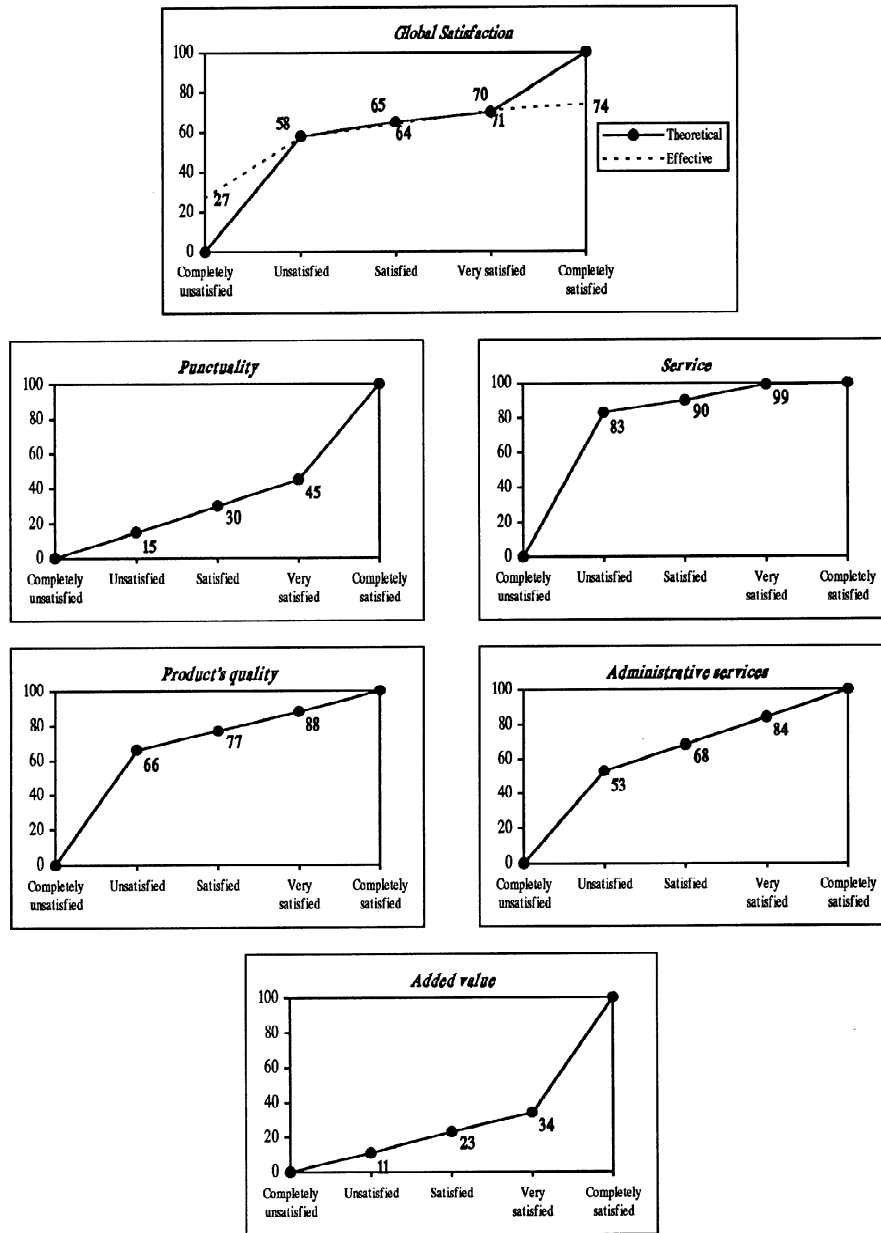 Global Satisfaction
100
80
60
40
20
0
58
65
64
70
71
74
27
Theoretical
Effective
Completely
unsatisfied
Unsatisfied
Satisfied
Very satisfied
Completely
satisfied
Punctuality
100
80
60
40
20
0
15
30
45
Completely
unsatisfied
Unsatisfied
Satisfied
Very
satisfied
Completely
satisfied
Service
100
80
60
40
20
0
83
90
99
Completely
unsatisfied
Unsatisfied
Satisfied
Very
satisfied
Completely
satisfied
Product's quality
100
80
60
40
20
0
66
77
88
Completely
unsatisfied
Unsatisfied
Satisfied
Very
satisfied
Completely
satisfied
Administrative services
100
80
60
40
20
0
53
68
84
Completely
unsatisfied
Unsatisfied
Satisfied
Very
satisfied
Completely
satisfied
Added value
100
80
60
40
20
0
11
23
34
Completely
unsatisfied
Unsatisfied
Satisfied
Very
satisfied
Completely
satisfied